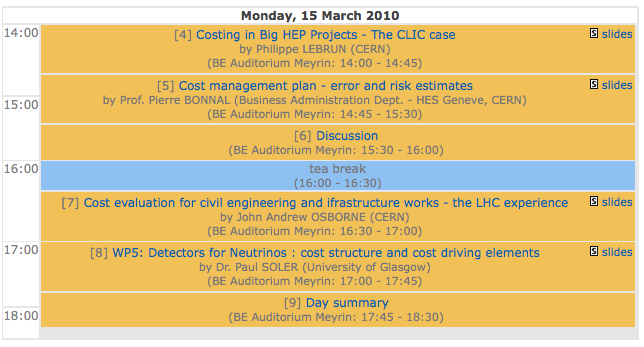 Monday, 15 March 2010
14:00
[4] Costing in Big HEP Projects - The CLIC case
S slides
by Philippe LEBRUN (CERN)
(BE Auditorium Meyrin: 14:00 - 14:45)
[5] Cost management plan - error and risk estimates
S slides
by Prof. Pierre BONNAL (Business Administration Dept. - HES Geneve, CERN)
15:00
(BE Auditorium Meyrin: 14:45 - 15:30)
[6] Discussion
(BE Auditorium Meyrin: 15:30 - 16:00)
16:00
tea break
(16:00 - 16:30)
[7] Cost evaluation for civil engineering and ifrastructure works - the LHC experience
S slides
by John Andrew OSBORNE (CERN)
(BE Auditorium Meyrin: 16:30 - 17:00)
17:00
[8] WP5: Detectors for Neutrinos : cost structure and cost driving elements
S slides
by Dr. Paul SOLER (University of Glasgow)
(BE Auditorium Meyrin: 17:00 - 17:45)
[9] Day summary
18:00
(BE Auditorium Meyrin: 17:45 - 18:30)